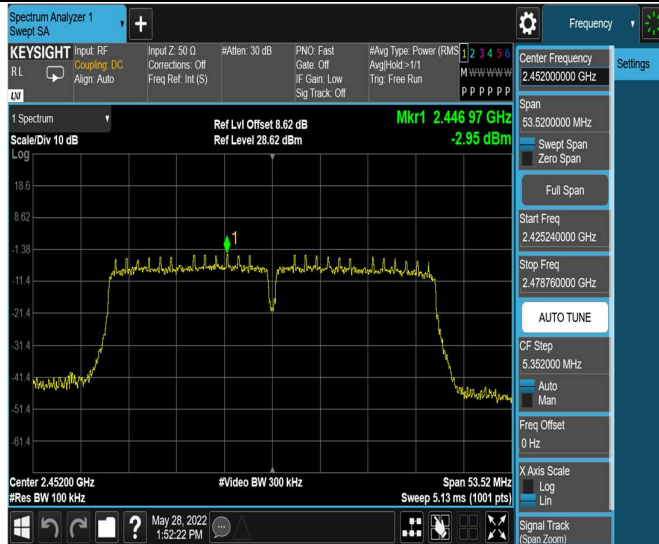 Spectrum Analyzer 1
Swept SA
Frequency
KEYSIGHT
RL
LXI
Input: RF
Coupling: DC
Align: Auto
Input Z: 50 Ω
Corrections: Off
Freq Ref: Int (S)
#Atten: 30 dB
PNO: Fast
Gate: Off
IF Gain: Low
Sig Track: Off
#Avg Type: Power (RMS
Avg|Hold:>1/1
Trig: Free Run
1 2 3 4 5 6
M W W W W W
P P P P P P
Center Frequency
2.452000000 GHz
Settings
Span
53.5200000 MHz
Swept Span
Zero Span
Full Span
Start Freq
2.425240000 GHz
Stop Freq
2.478760000 GHz
AUTO TUNE
CF Step
5.352000 MHz
Auto
Man
Freq Offset
0 Hz
X Axis Scale
Log
Lin
Signal Track
(Span Zoom)
1 Spectrum
Scale/Div 10 dB
Log
Ref Lvl Offset 8.62 dB
Ref Level 28.62 dBm
Mkr1 2.446 97 GHz
-2.95 dBm
1
18.6
8.62
-1.38
-11.4
-21.4
-31.4
-41.4
-51.4
-61.4
Center 2.45200 GHz
#Res BW 100 kHz
#Video BW 300 kHz
Span 53.52 MHz
Sweep 5.13 ms (1001 pts)
?
May 28, 2022
1:52:22 PM